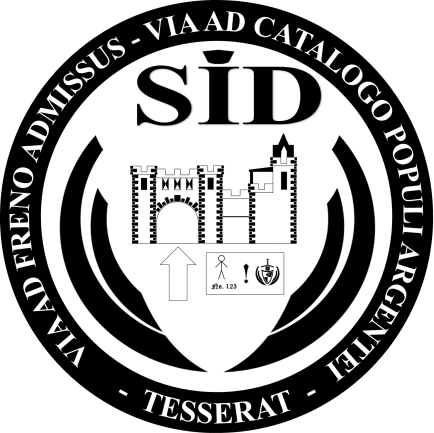 VIA AD FRENO ADMISSUS - VIA AD CATALOGO POPULI ARGENTEI
- TESSERAT -
SID
No. 123 !